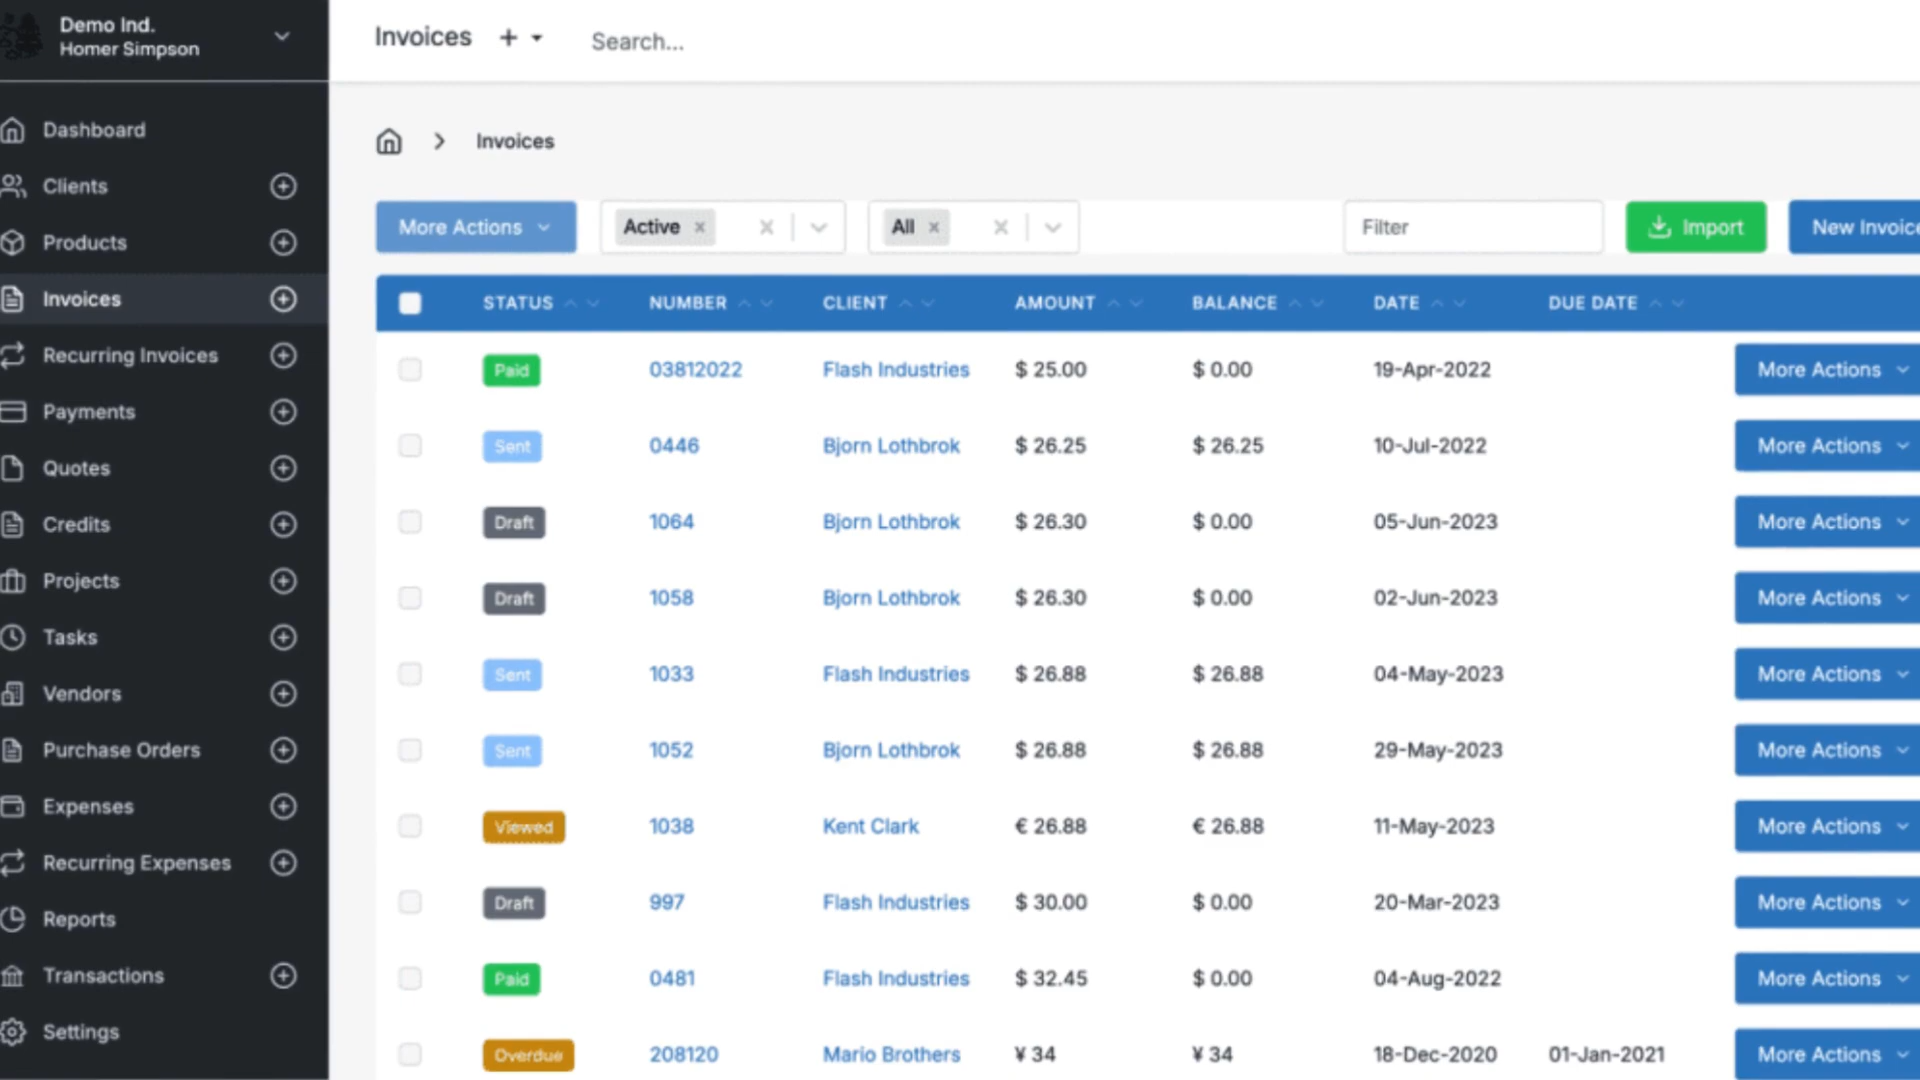 Demo Ind.
Homer Simpson
Dashboard
Clients
Products
Invoices
Recurring Invoices
Payments
Quotes
Credits
Projects
Tasks
Vendors
Purchase Orders
Expenses
Recurring Expenses
Reports
Transactions
Settings
Invoices
Search...
Invoices
More Actions Active All Filter Import New Invoice
STATUS NUMBER CLIENT AMOUNT BALANCE DATE DUE DATE
Paid 03812022 Flash Industries $ 25.00 $ 0.00 19-Apr-2022 More Actions
Sent 0446 Bjorn Lothbrok $ 26.25 $ 26.25 10-Jul-2022 More Actions
Draft 1064 Bjorn Lothbrok $ 26.30 $ 0.00 05-Jun-2023 More Actions
Draft 1058 Bjorn Lothbrok $ 26.30 $ 0.00 02-Jun-2023 More Actions
Sent 1033 Flash Industries $ 26.88 $ 26.88 04-May-2023 More Actions
Sent 1052 Bjorn Lothbrok $ 26.88 $ 26.88 29-May-2023 More Actions
Viewed 1038 Kent Clark € 26.88 € 26.88 11-May-2023 More Actions
Draft 997 Flash Industries $ 30.00 $ 0.00 20-Mar-2023 More Actions
Paid 0481 Flash Industries $ 32.45 $ 0.00 04-Aug-2022 More Actions
Overdue 208120 Mario Brothers ¥ 34 ¥ 34 18-Dec-2020 01-Jan-2021 More Actions